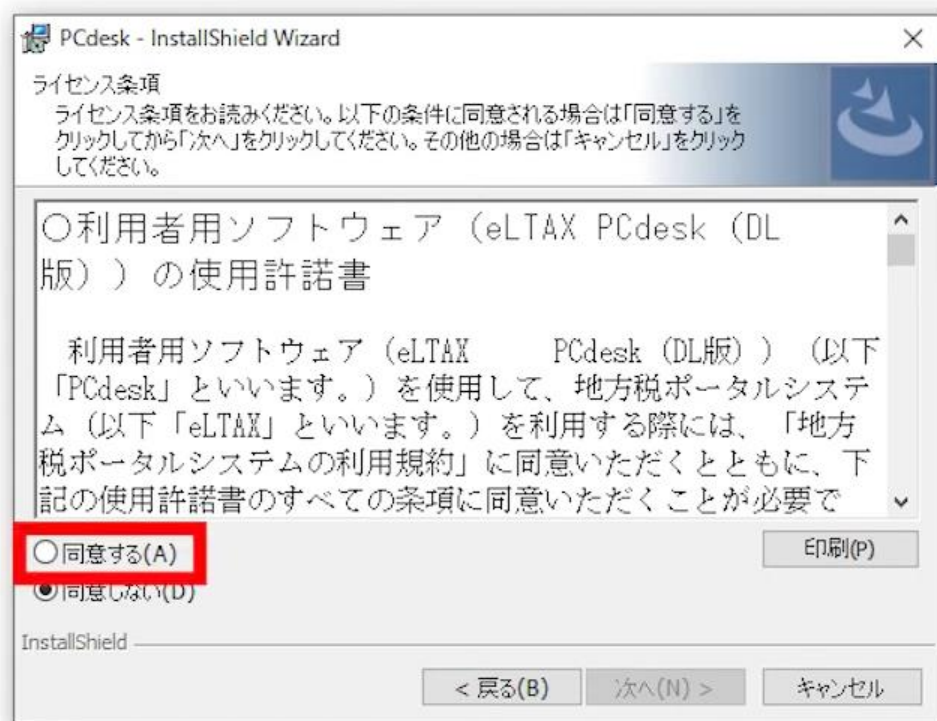 PCdesk - InstallShield Wizard
ライセンス条項
ライセンス条項をお読みください。以下の条件に同意される場合は「同意する」を
クリックしてから「次へ」をクリックしてください。その他の場合は「キャンセル」をクリック
してください。
○利用者用ソフトウェア（eLTAX PCdesk（DL
版））の使用許諾書
利用者用ソフトウェア（eLTAX　　PCdesk（DL版））（以下
「PCdesk」といいます。）を使用して、地方税ポータルシステ
ム（以下「eLTAX」といいます。）を利用する際には、「地方
税ポータルシステムの利用規約」に同意いただくとともに、下
記の使用許諾書のすべての条項に同意いただくことが必要で
同意する(A)
印刷(P)
同意しない(D)
InstallShield
< 戻る(B)
次へ(N) >
キャンセル